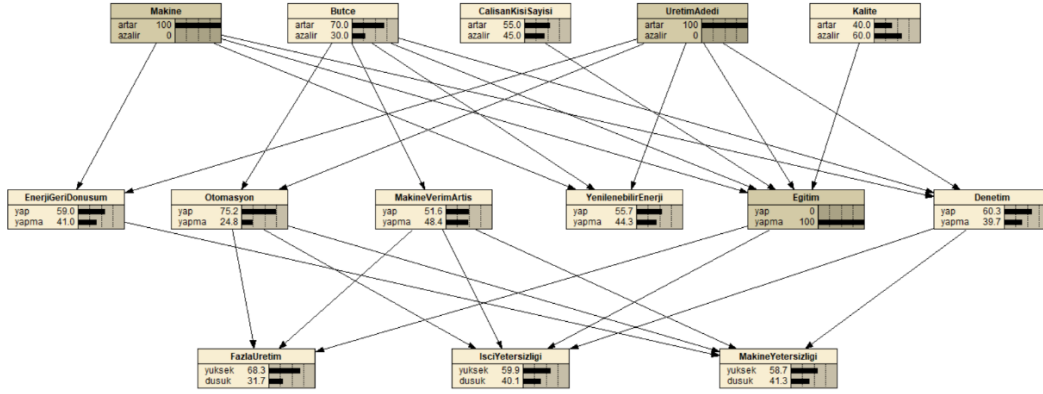 Makine
artar 100
azalir 0
Butce
artar 70.0
azalir 30.0
CalisanKisiSayisi
artar 55.0
azalir 45.0
UretimAdedi
artar 100
azalir 0
Kalite
artar 40.0
azalir 60.0
EnerjiGeriDonusum
yap 59.0
yapma 41.0
Otomasyon
yap 75.2
yapma 24.8
MakineVerimArtis
yap 51.6
yapma 48.4
YenilenebilirEnerji
yap 55.7
yapma 44.3
Egitim
yap 0
yapma 100
Denetim
yap 60.3
yapma 39.7
FazlaUretim
yuksek 68.3
dusuk 31.7
IsciYetersizligi
yuksek 59.9
dusuk 40.1
MakineYetersizligi
yuksek 58.7
dusuk 41.3